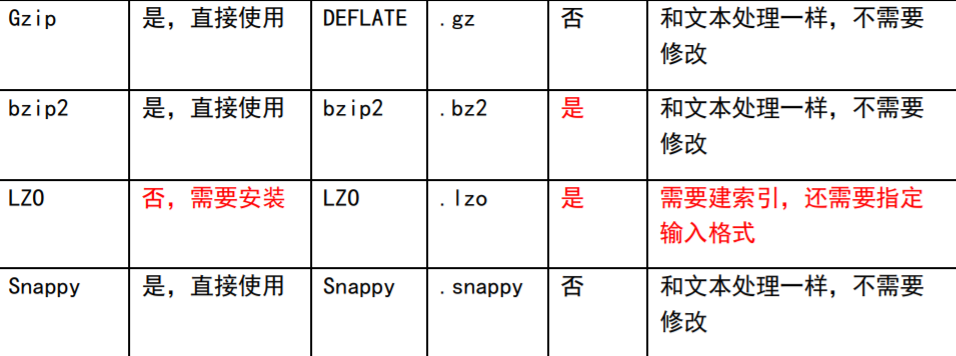 Gzip 是，直接使用 DEFLATE .gz 否 和文本处理一样，不需要
修改
bzip2 是，直接使用 bzip2 .bz2 是 和文本处理一样，不需要
修改
LZO 否，需要安装 LZO .lzo 是 需要建索引，还需要指定
输入格式
Snappy 是，直接使用 Snappy .snappy 否 和文本处理一样，不需要
修改